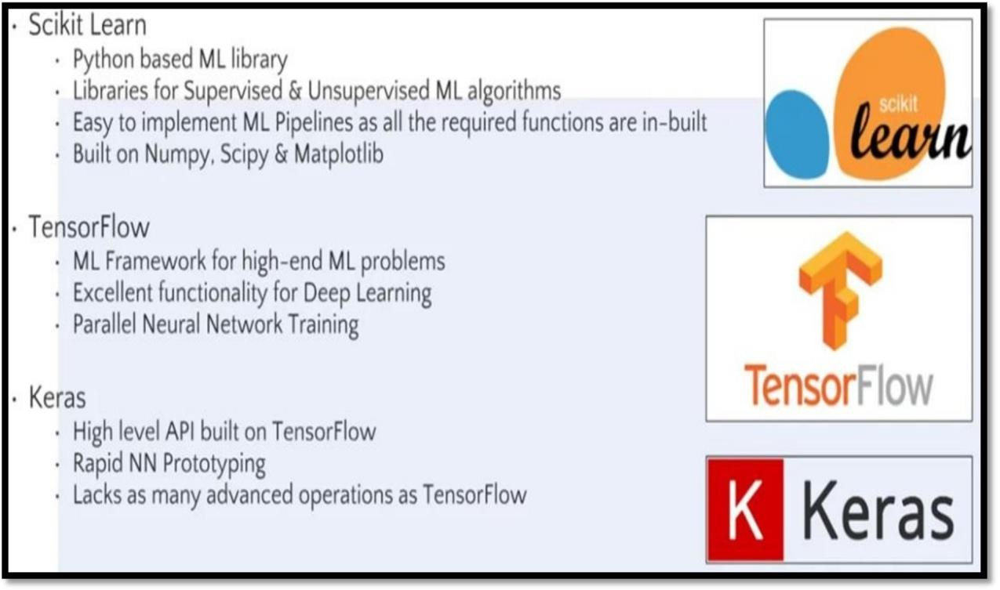 · Scikit Learn
· Python based ML library
· Libraries for Supervised & Unsupervised ML algorithms
· Easy to implement ML Pipelines as all the required functions are in-built
· Built on Numpy, Scipy & Matplotlib
scikit
learn
· TensorFlow
· ML Framework for high-end ML problems
· Excellent functionality for Deep Learning
· Parallel Neural Network Training
TensorFlow
· Keras
· High level API built on TensorFlow
· Rapid NN Prototyping
· Lacks as many advanced operations as TensorFlow
K Keras